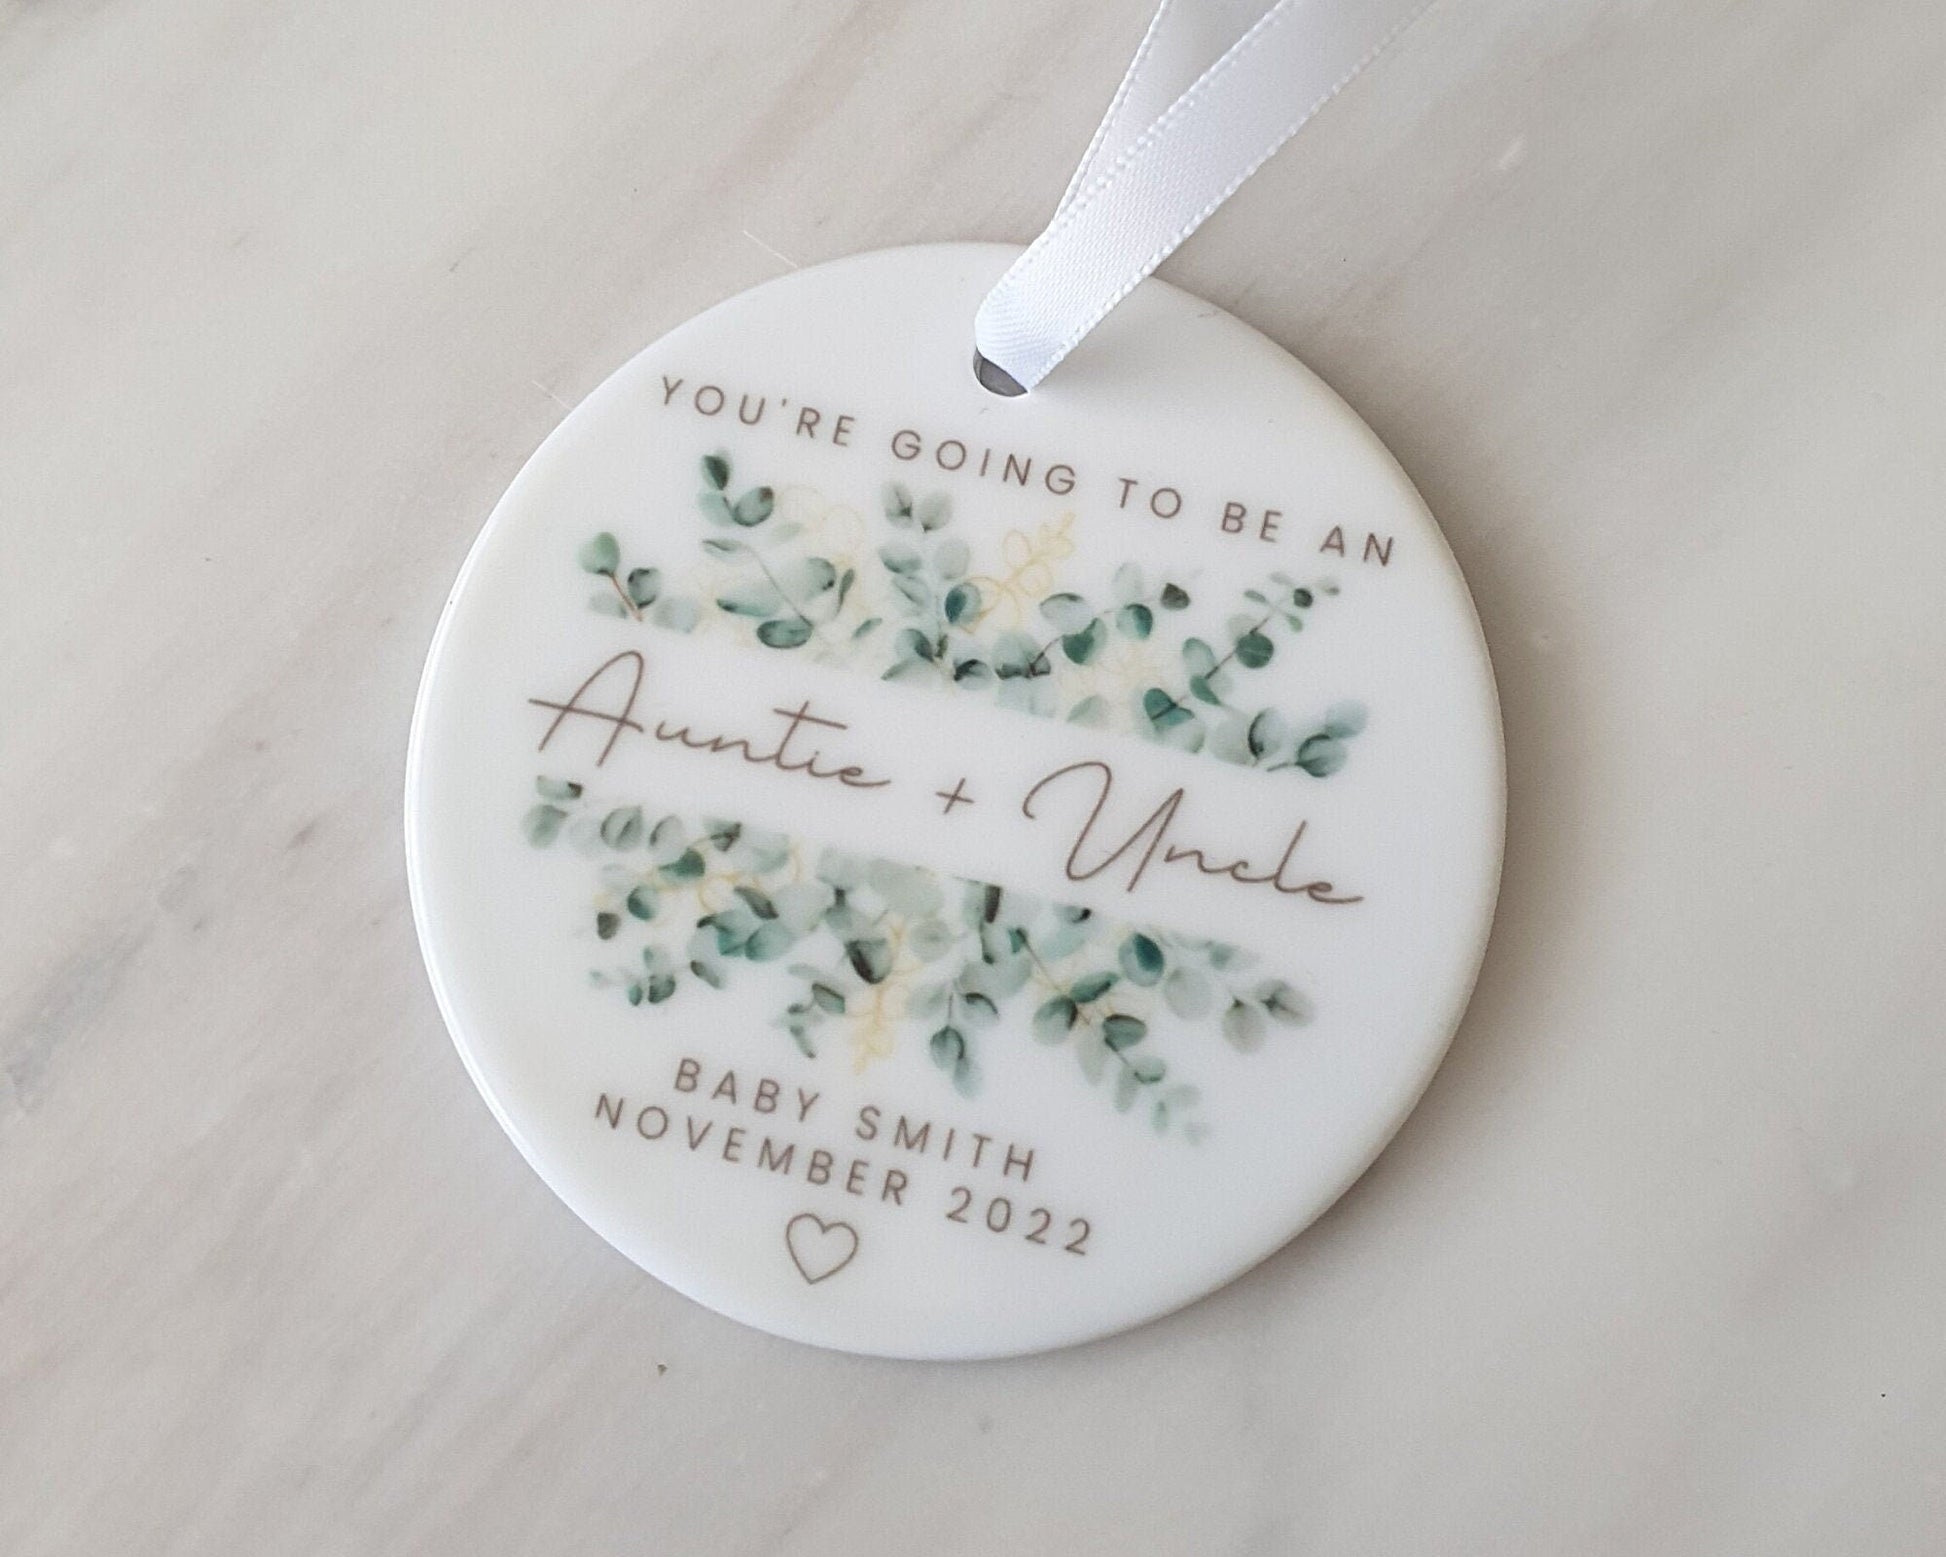 YOU'RE GOING TO BE AN
Auntie + Uncle
BABY SMITH
NOVEMBER 2022